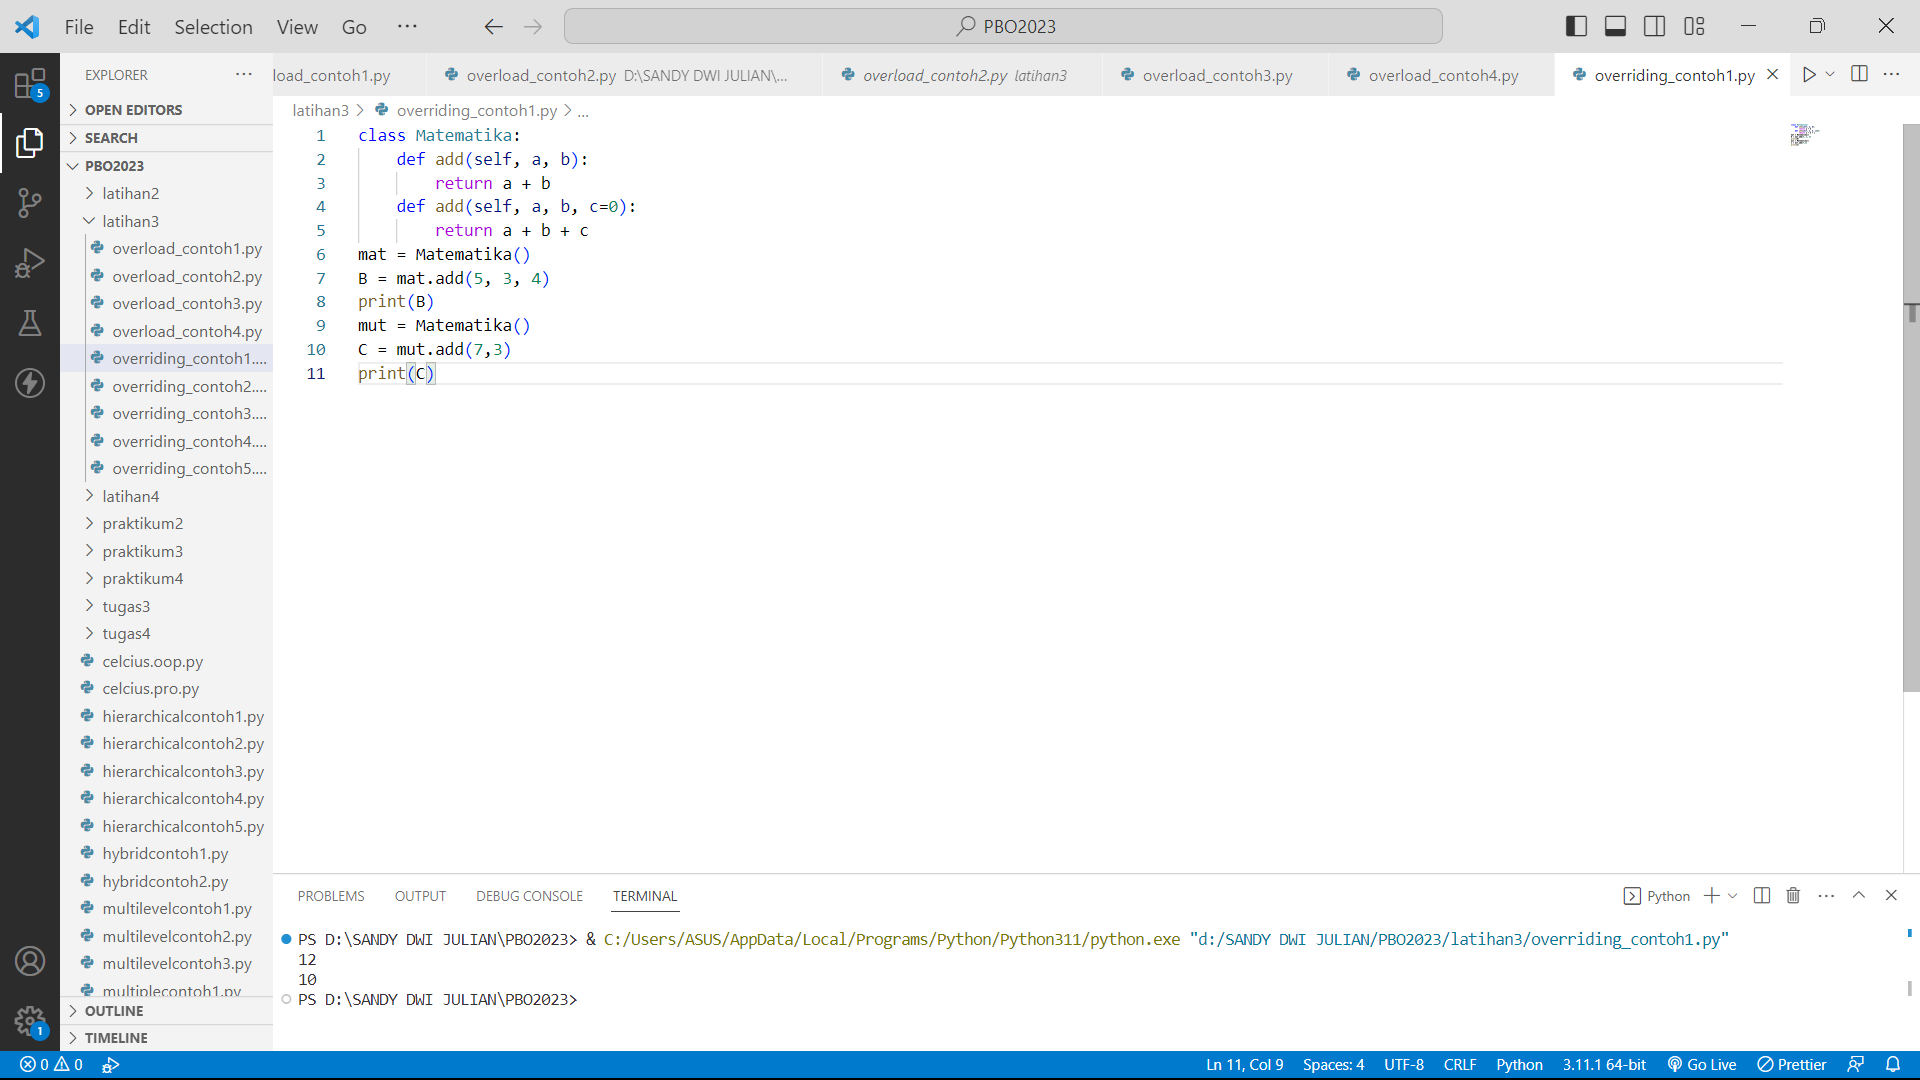 File Edit Selection View Go ··· PBO2023
EXPLORER ···
OPEN EDITORS
SEARCH
PBO2023
latihan2
latihan3
overload_contoh1.py
overload_contoh2.py
overload_contoh3.py
overload_contoh4.py
overriding_contoh1....
overriding_contoh2....
overriding_contoh3....
overriding_contoh4....
overriding_contoh5....
latihan4
praktikum2
praktikum3
praktikum4
tugas3
tugas4
celcius.oop.py
celcius.pro.py
hierarchicalcontoh1.py
hierarchicalcontoh2.py
hierarchicalcontoh3.py
hierarchicalcontoh4.py
hierarchicalcontoh5.py
hybridcontoh1.py
hybridcontoh2.py
multilevelcontoh1.py
multilevelcontoh2.py
multilevelcontoh3.py
multiplecontoh1.py
OUTLINE
TIMELINE
5
1
load_contoh1.py overload_contoh2.py D:\SANDY DWI JULIAN\... overload_contoh2.py latihan3 overload_contoh3.py overload_contoh4.py overriding_contoh1.py ···
latihan3 > overriding_contoh1.py > ...
1 class Matematika:
2 def add(self, a, b):
3 return a + b
4 def add(self, a, b, c=0):
5 return a + b + c
6 mat = Matematika()
7 B = mat.add(5, 3, 4)
8 print(B)
9 mut = Matematika()
10 C = mut.add(7,3)
11 print(C)
PROBLEMS OUTPUT DEBUG CONSOLE TERMINAL Python ···
PS D:\SANDY DWI JULIAN\PBO2023> & C:/Users/ASUS/AppData/Local/Programs/Python/Python311/python.exe "d:/SANDY DWI JULIAN/PBO2023/latihan3/overriding_contoh1.py"
12
10
PS D:\SANDY DWI JULIAN\PBO2023>
0 0 Ln 11, Col 9 Spaces: 4 UTF-8 CRLF Python 3.11.1 64-bit Go Live Prettier